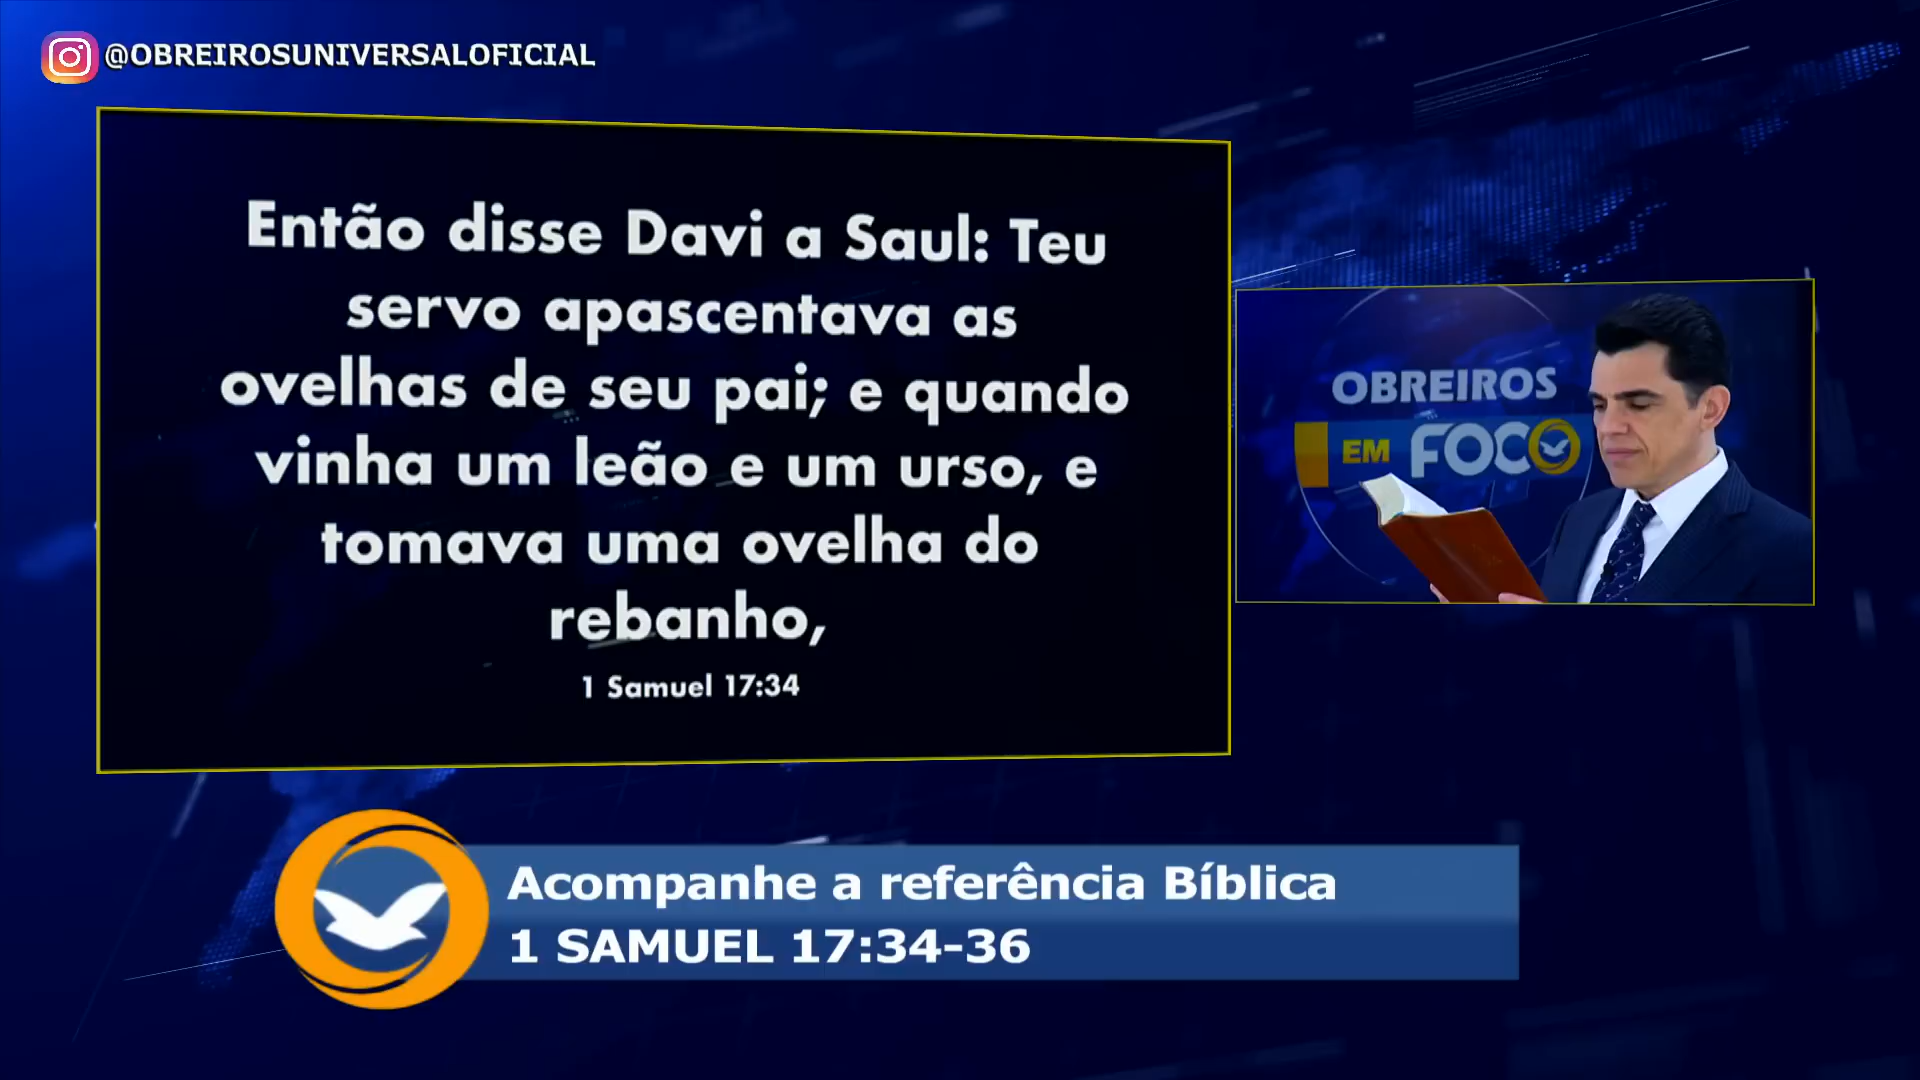 @OBREIROSUNIVERSALOFICIAL
Então disse Davi a Saul: Teu
servo apascentava as
ovelhas de seu pai; e quando
vinha um leão e um urso, e
tomava uma ovelha do
rebanho,
1 Samuel 17:34
OBREIROS
EM FOCO
Acompanhe a referência Bíblica
1 SAMUEL 17:34-36